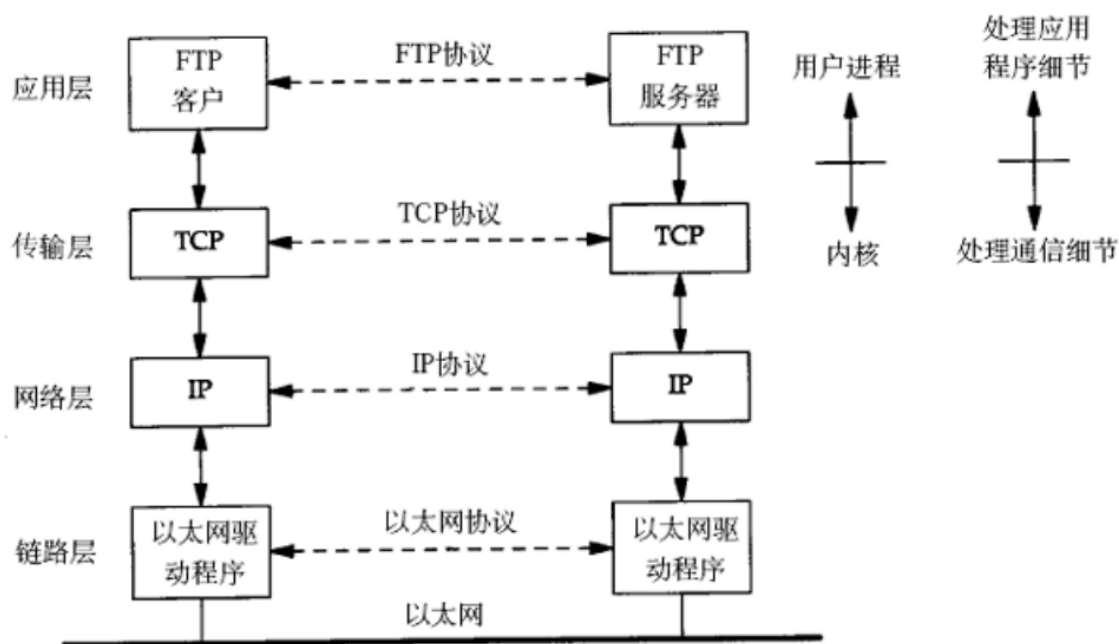 应用层
FTP
客户
FTP协议
FTP
服务器
用户进程
处理应用
程序细节
传输层
TCP
TCP协议
TCP
内核
处理通信细节
网络层
IP
IP协议
IP
链路层
以太网驱
动程序
以太网协议
以太网驱
动程序
以太网